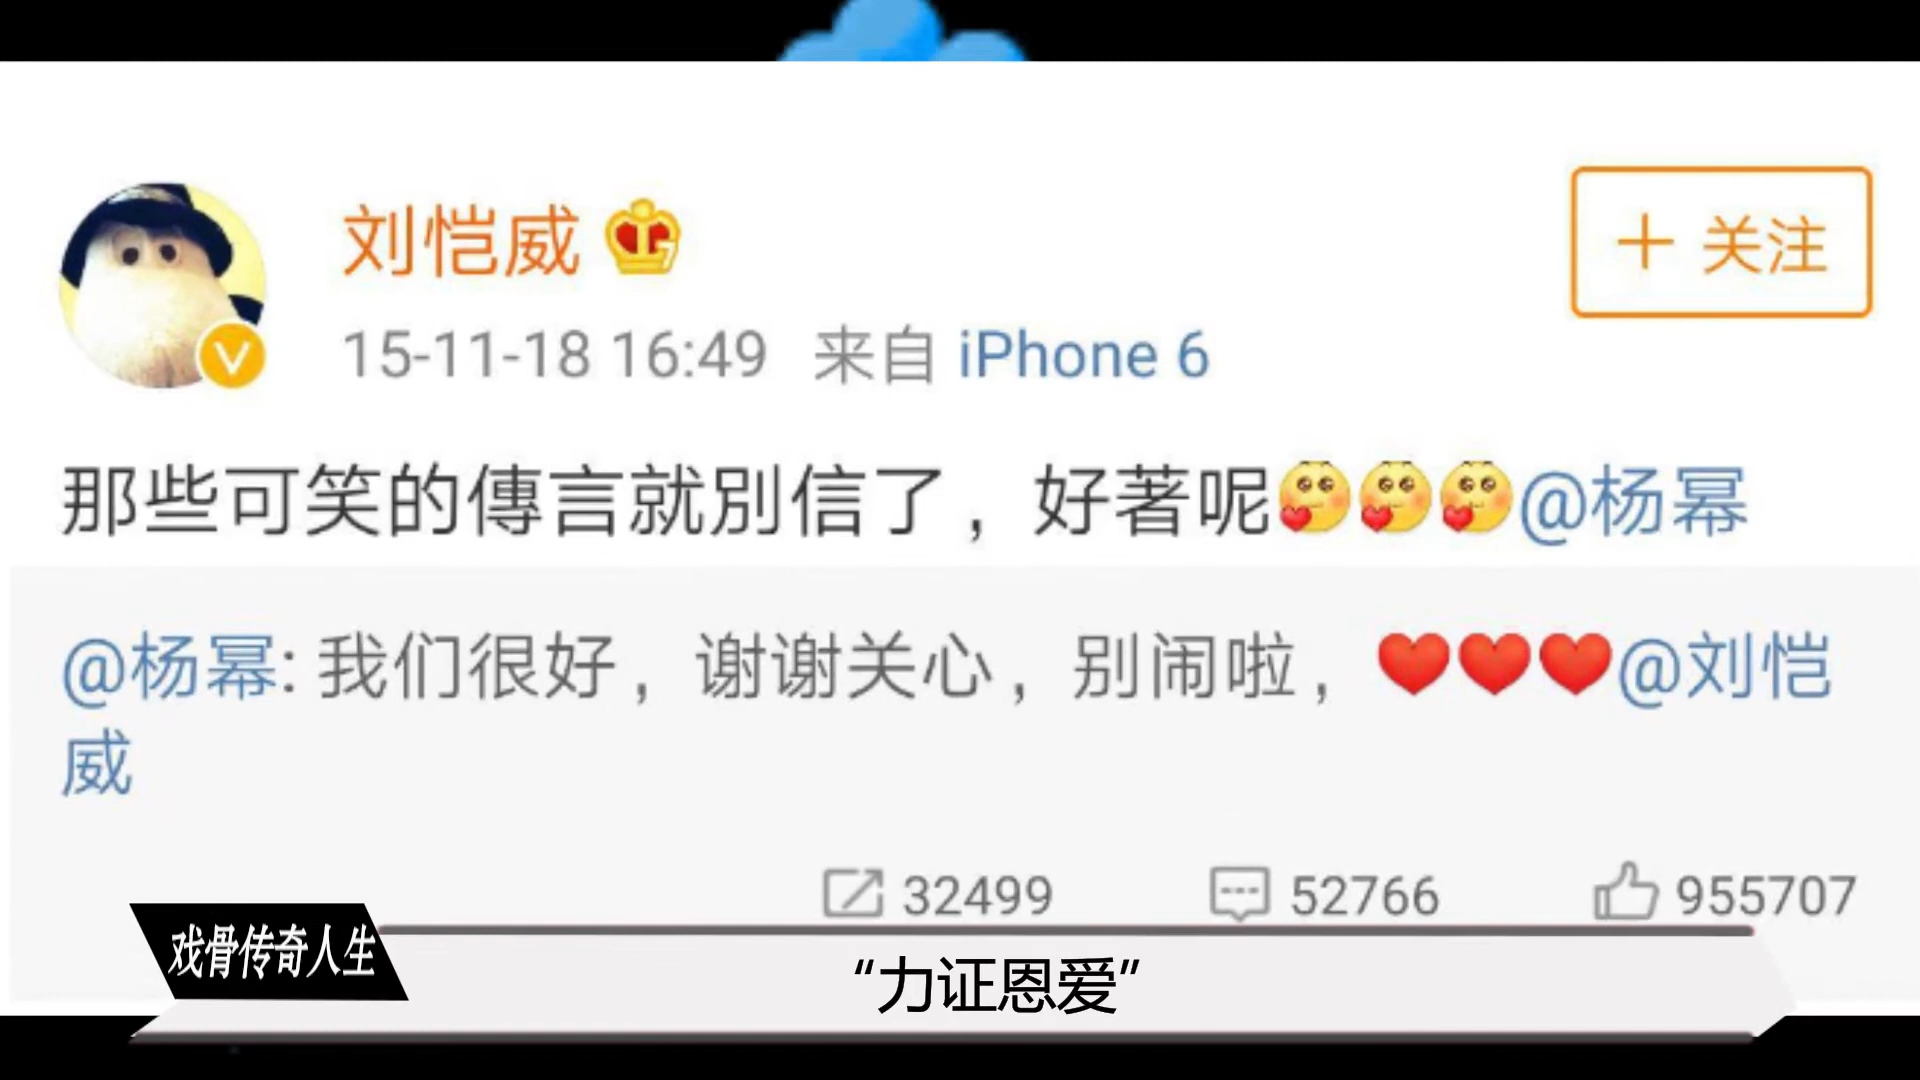 刘恺威
+ 关注
15-11-18 16:49 来自 iPhone 6
那些可笑的傳言就別信了，好著呢@杨幂
@杨幂: 我们很好，谢谢关心，别闹啦，❤❤❤@刘恺
威
32499 52766 955707
戏骨传奇人生
“力证恩爱”